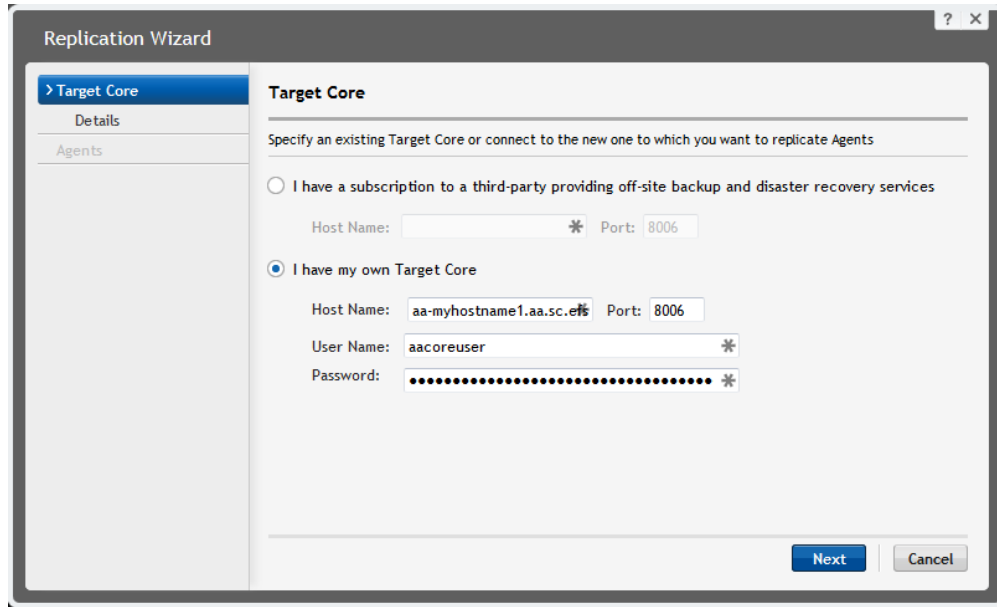 ? X
Replication Wizard
> Target Core
Details
Agents
Target Core
Specify an existing Target Core or connect to the new one to which you want to replicate Agents
I have a subscription to a third-party providing off-site backup and disaster recovery services
Host Name: * Port: 8006
I have my own Target Core
Host Name: aa-myhostname1.aa.sc.efs Port: 8006
User Name: aacoreuser *
Password: ••••••••••••••••••••••••••••••••••• *
Next Cancel